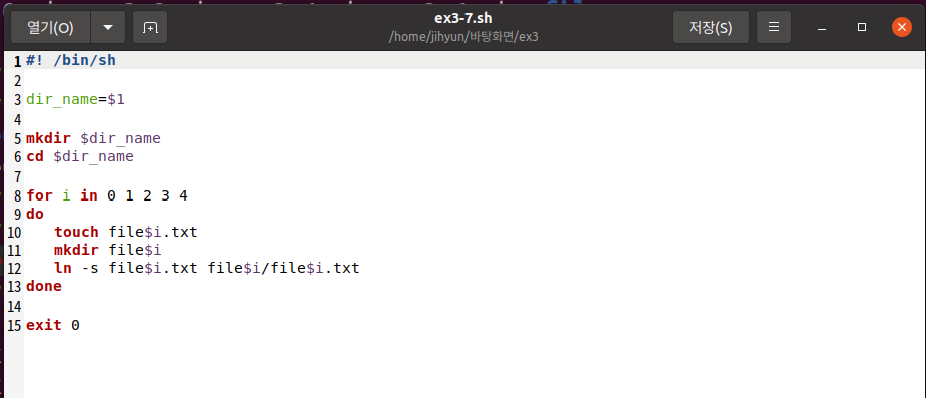 열기(O)
ex3-7.sh
/home/jihyun/바탕화면/ex3
저장(S)
1 #! /bin/sh
2
3 dir_name=$1
4
5 mkdir $dir_name
6 cd $dir_name
7
8 for i in 0 1 2 3 4
9 do
10 touch file$i.txt
11 mkdir file$i
12 ln -s file$i.txt file$i/file$i.txt
13 done
14
15 exit 0